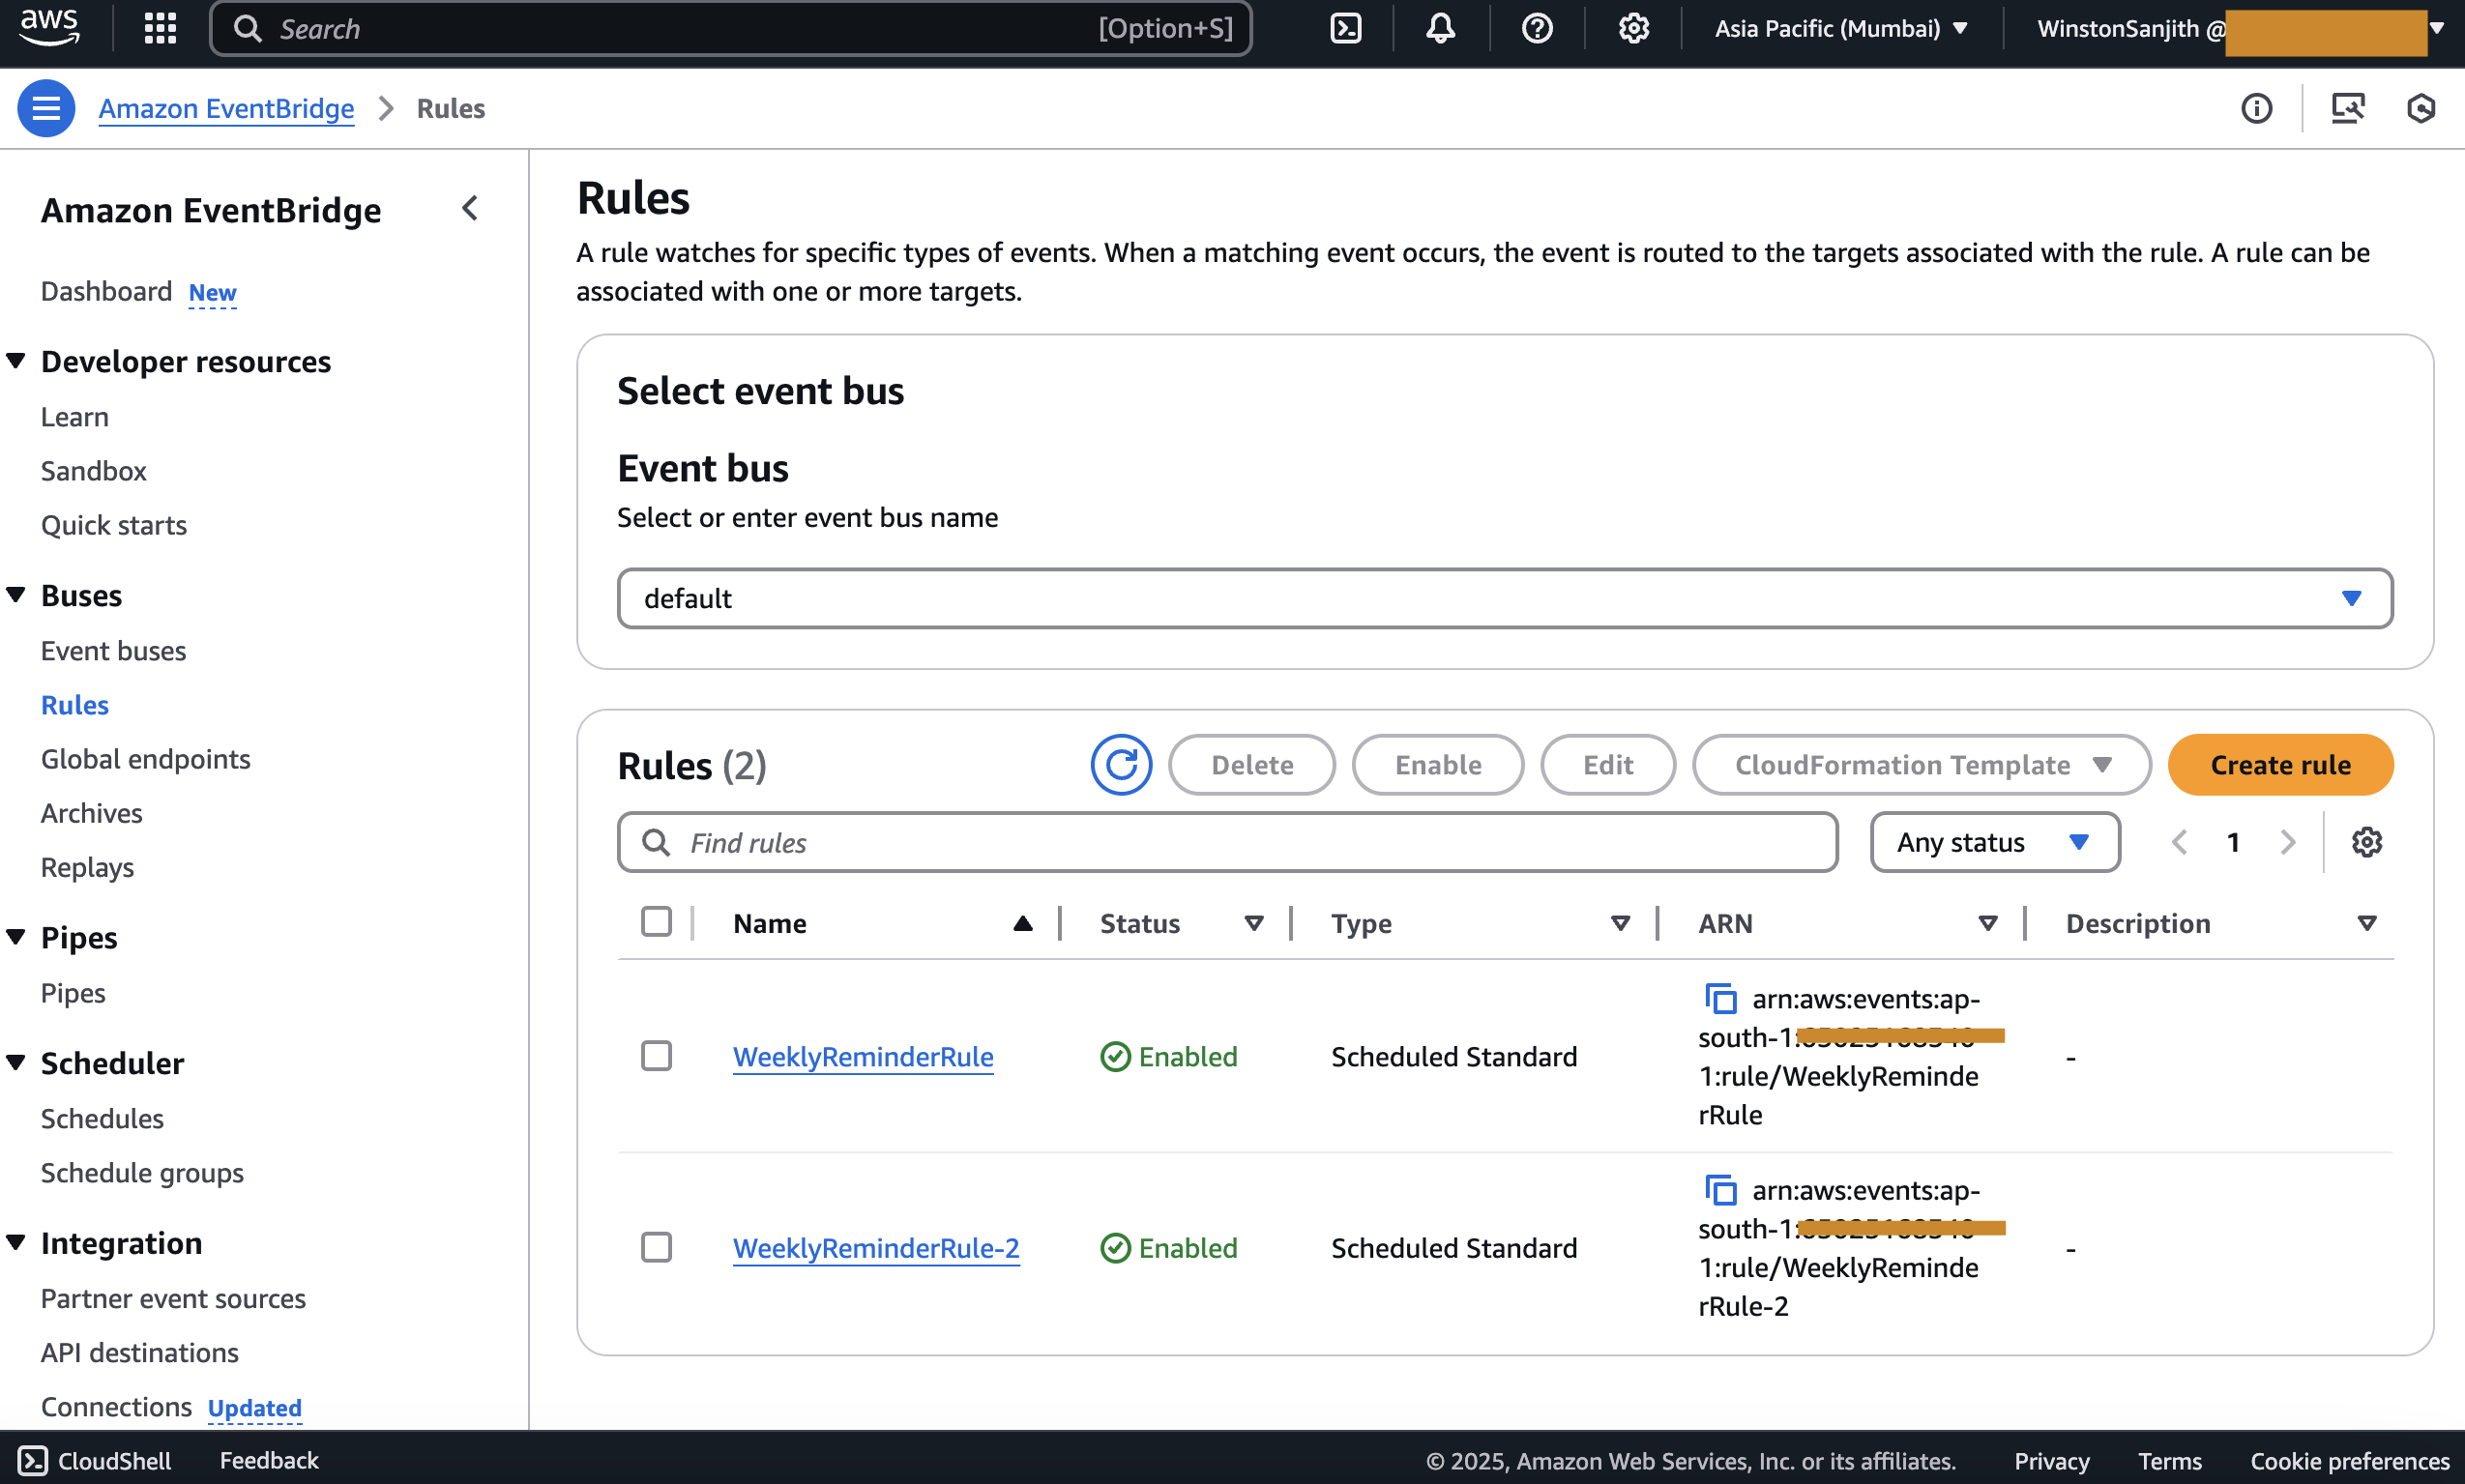 aws
Search [Option+S]
Asia Pacific (Mumbai)
WinstonSanjith @
Amazon EventBridge
Rules
Amazon EventBridge
Dashboard New
Developer resources
Learn
Sandbox
Quick starts
Buses
Event buses
Rules
Global endpoints
Archives
Replays
Pipes
Pipes
Scheduler
Schedules
Schedule groups
Integration
Partner event sources
API destinations
Connections Updated
Rules
A rule watches for specific types of events. When a matching event occurs, the event is routed to the targets associated with the rule. A rule can be
associated with one or more targets.
Select event bus
Event bus
Select or enter event bus name
default
Rules (2)
Delete
Enable
Edit
CloudFormation Template
Create rule
Find rules
Any status
1
Name Status Type ARN Description
WeeklyReminderRule Enabled Scheduled Standard
arn:aws:events:ap-
south-1:
1:rule/WeeklyReminde
rRule
-
WeeklyReminderRule-2 Enabled Scheduled Standard
arn:aws:events:ap-
south-1:
1:rule/WeeklyReminde
rRule-2
-
CloudShell Feedback
© 2025, Amazon Web Services, Inc. or its affiliates. Privacy Terms Cookie preferences